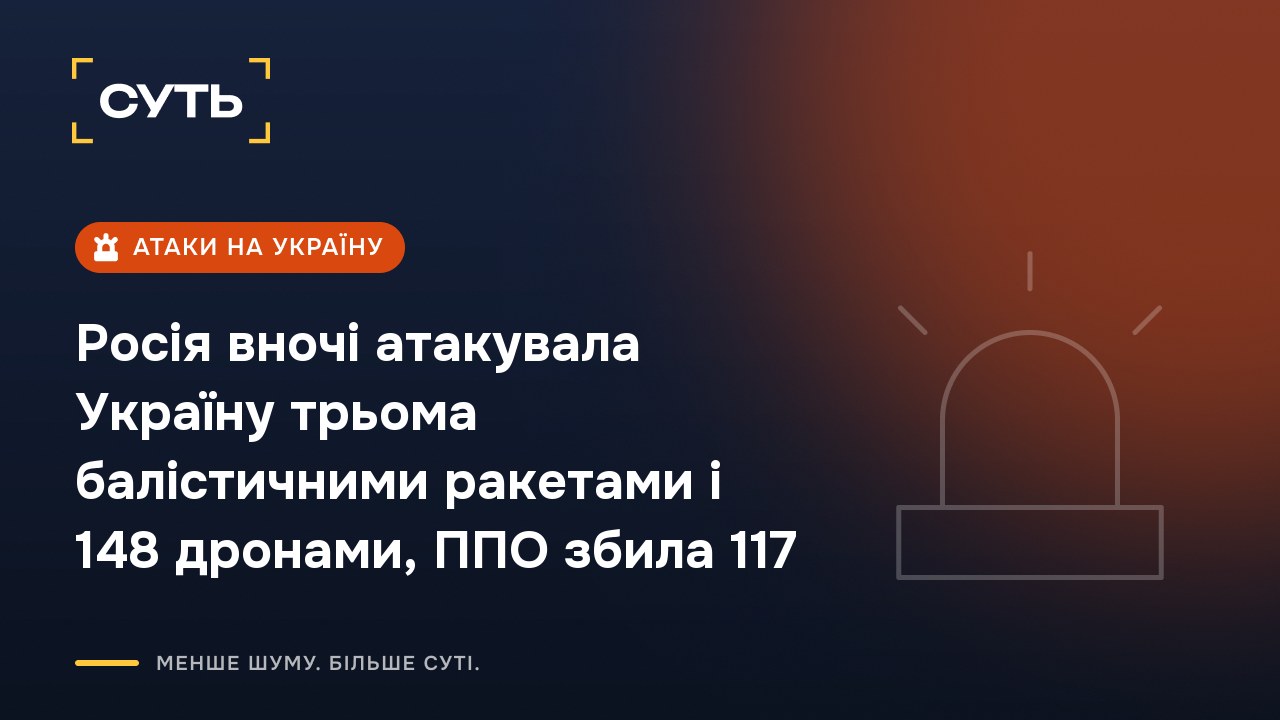 СУТЬ
АТАКИ НА УКРАЇНУ
Росія вночі атакувала
Україну трьома
балістичними ракетами і
148 дронами, ППО збила 117
МЕНШЕ ШУМУ. БІЛЬШЕ СУТІ.